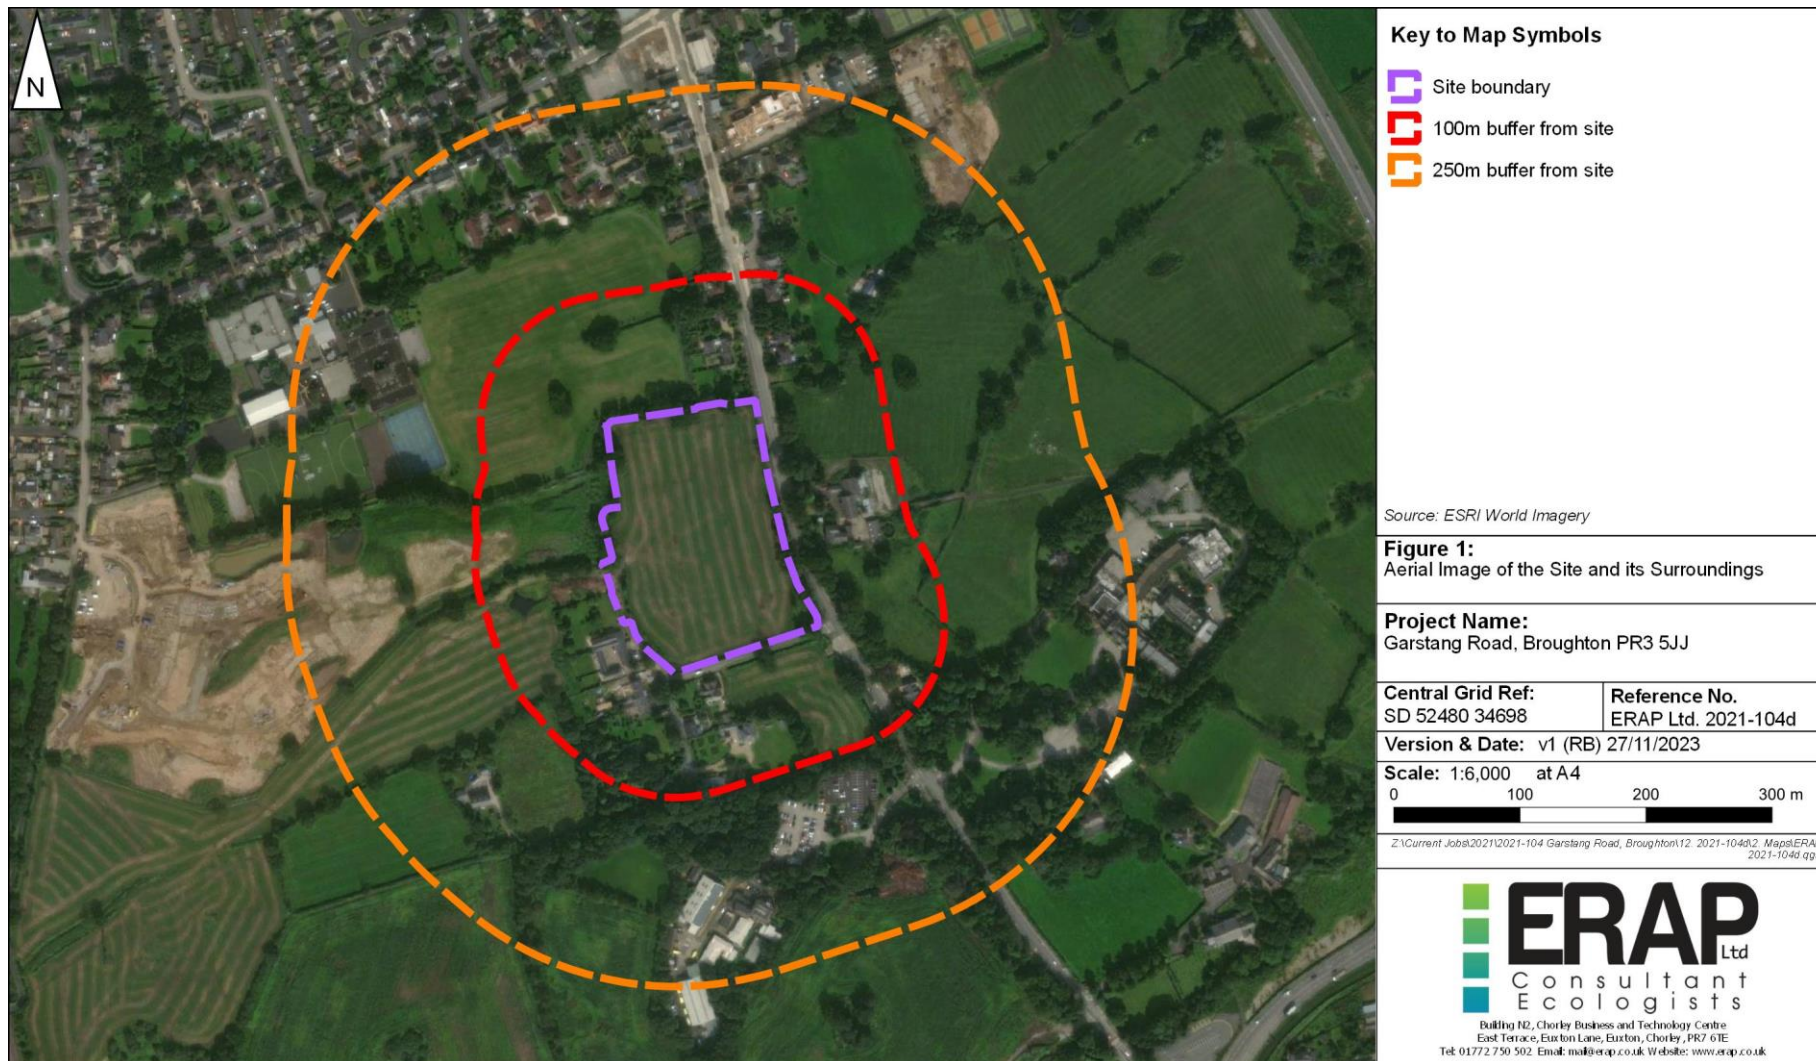 N
Key to Map Symbols
Site boundary
100m buffer from site
250m buffer from site
Source: ESRI World Imagery
Figure 1:
Aerial Image of the Site and its Surroundings
Project Name:
Garstang Road, Broughton PR3 5JJ
Central Grid Ref:
SD 52480 34698
Reference No.
ERAP Ltd. 2021-104d
Version & Date: v1 (RB) 27/11/2023
Scale: 1:6,000 at A4
0 100 200 300 m
Z:\Current Jobs\2021\2021-104 Garstang Road, Broughton\12. 2021-104d\2. Maps\ERA
2021-104d.qg
ERAP
Ltd
Consultant
Ecologists
Building N2, Chorley Business and Technology Centre
East Terrace, Euxton Lane, Euxton, Chorley, PR7 6TE
Tel: 01772 750 502 Email: mail@erap.co.uk Website: www.erap.co.uk